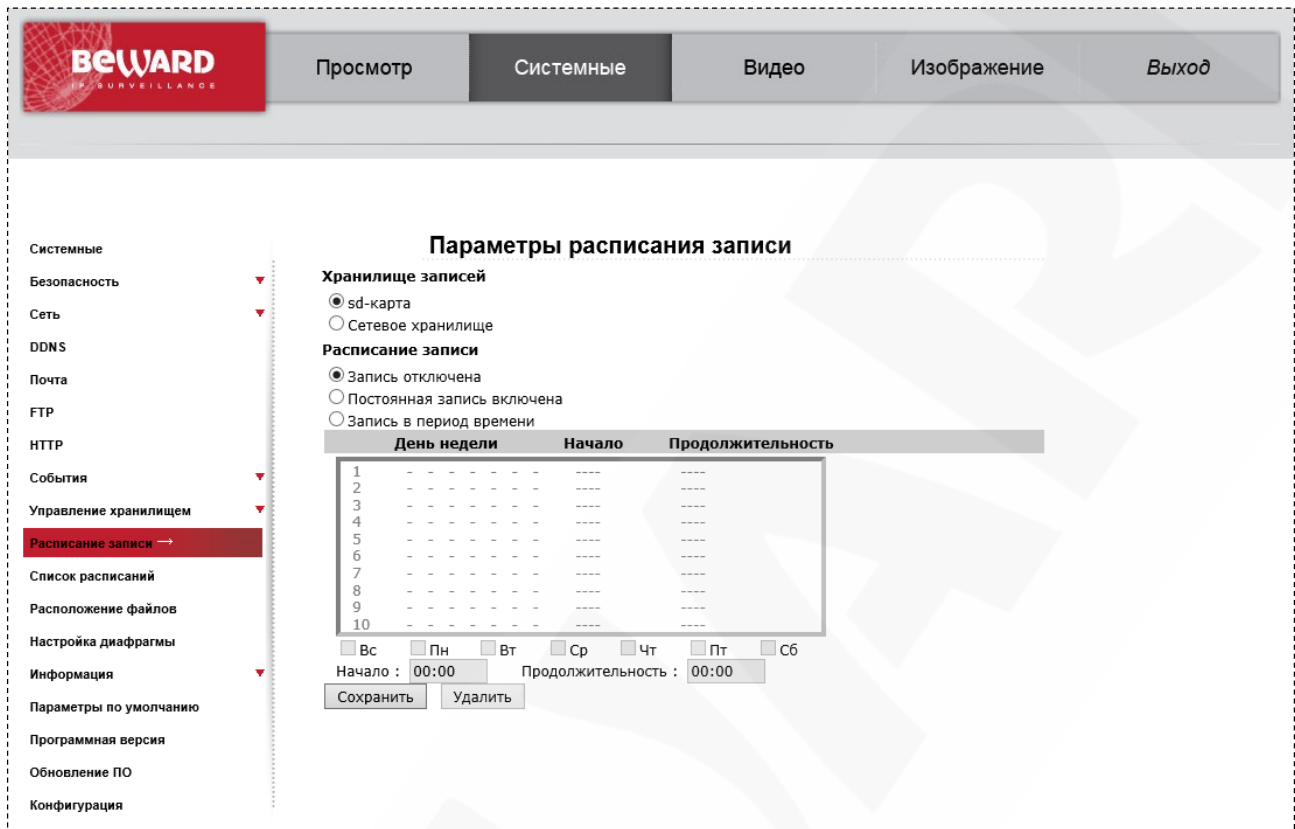 BEWARD
IP SURVEILLANCE
Просмотр Системные Видео Изображение Выход
Системные
Безопасность
Сеть
DDNS
Почта
FTP
HTTP
События
Управление хранилищем
Расписание записи →
Список расписаний
Расположение файлов
Настройка диафрагмы
Информация
Параметры по умолчанию
Программная версия
Обновление ПО
Конфигурация
Параметры расписания записи
Хранилище записей
sd-карта
Сетевое хранилище
Расписание записи
Запись отключена
Постоянная запись включена
Запись в период времени
День недели Начало Продолжительность
1 - - - - - - - ---- ----
2 - - - - - - - ---- ----
3 - - - - - - - ---- ----
4 - - - - - - - ---- ----
5 - - - - - - - ---- ----
6 - - - - - - - ---- ----
7 - - - - - - - ---- ----
8 - - - - - - - ---- ----
9 - - - - - - - ---- ----
10 - - - - - - - ---- ----
Вс Пн Вт Ср Чт Пт Сб
Начало : 00:00 Продолжительность : 00:00
Сохранить Удалить